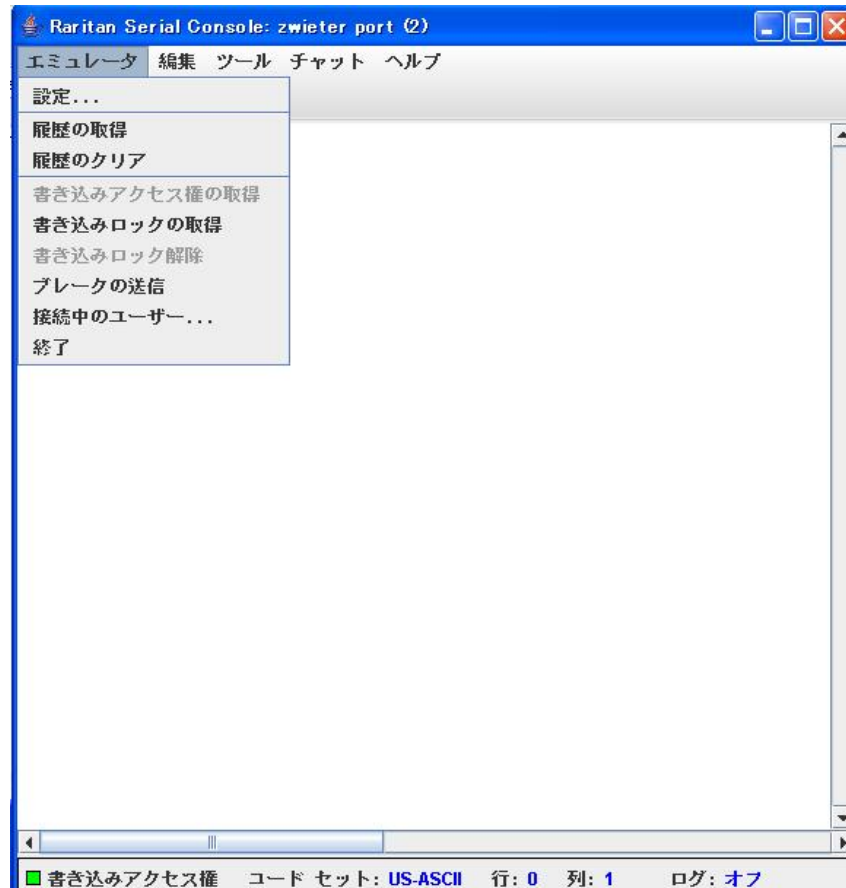 Raritan Serial Console: zwieter port (2)
エミュレータ 編集 ツール チャット ヘルプ
設定...
履歴の取得
履歴のクリア
書き込みアクセス権の取得
書き込みロックの取得
書き込みロック解除
ブレークの送信
接続中のユーザー...
終了
書き込みアクセス権 コード セット: US-ASCII 行: 0 列: 1 ログ: オフ